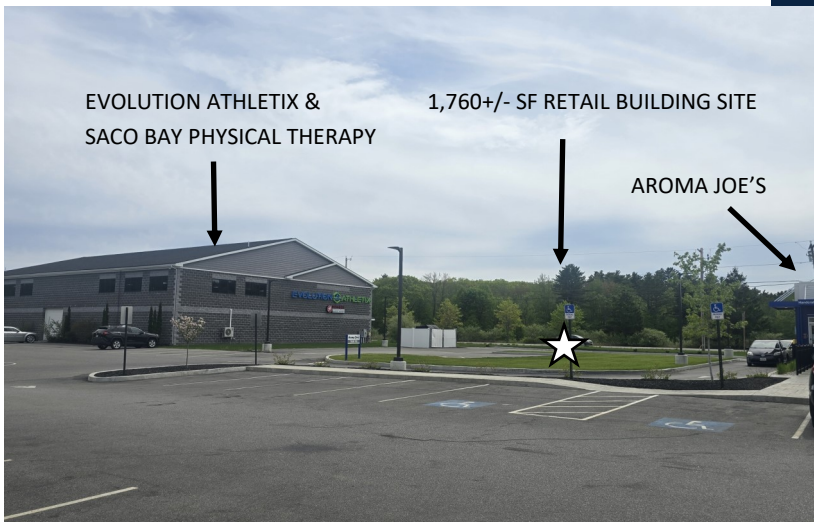 EVOLUTION ATHLETIX &
SACO BAY PHYSICAL THERAPY
1,760+/- SF RETAIL BUILDING SITE
AROMA JOE'S
EVOLUTION ATHLETIX